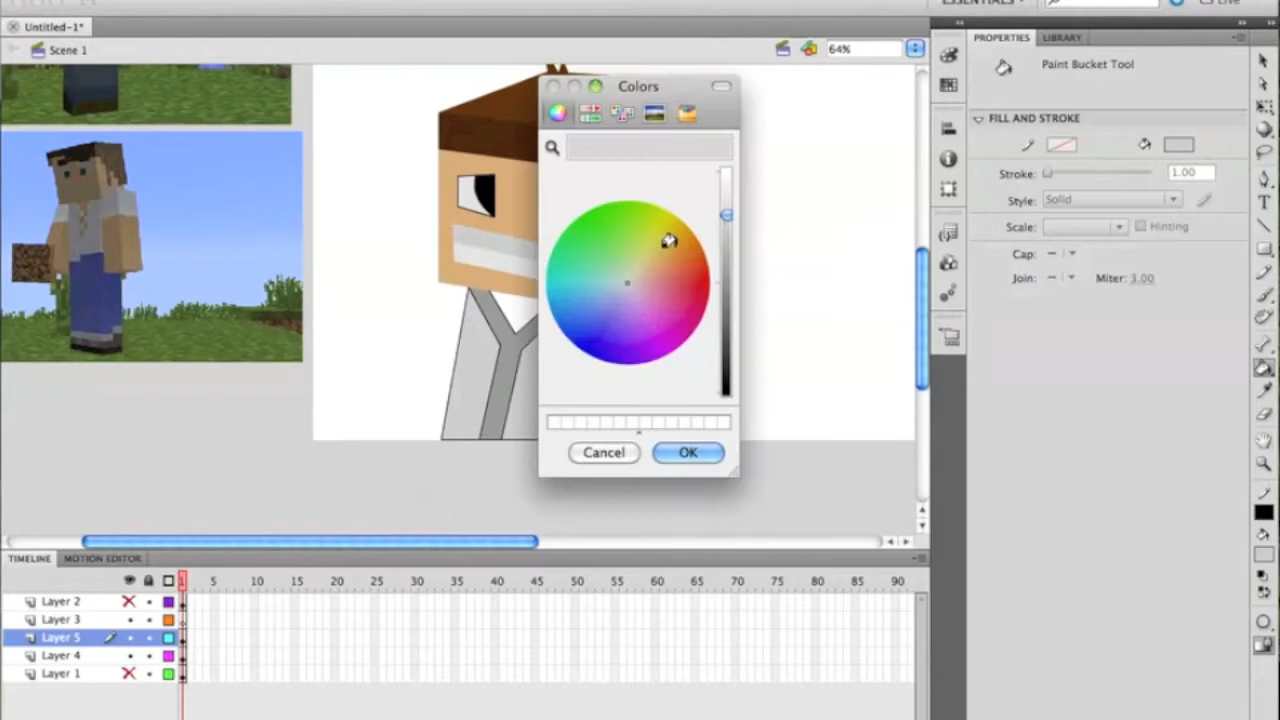 ESSENTIALS
Live
Untitled-1*
Scene 1
64%
PROPERTIES
LIBRARY
Paint Bucket Tool
FILL AND STROKE
Stroke:
1.00
Style:
Solid
Scale:
Hinting
Cap:
Join:
Miter: 3.00
Colors
Cancel
OK
TIMELINE
MOTION EDITOR
1 5 10 15 20 25 30 35 40 45 50 55 60 65 70 75 80 85 90
Layer 2
Layer 3
Layer 5
Layer 4
Layer 1